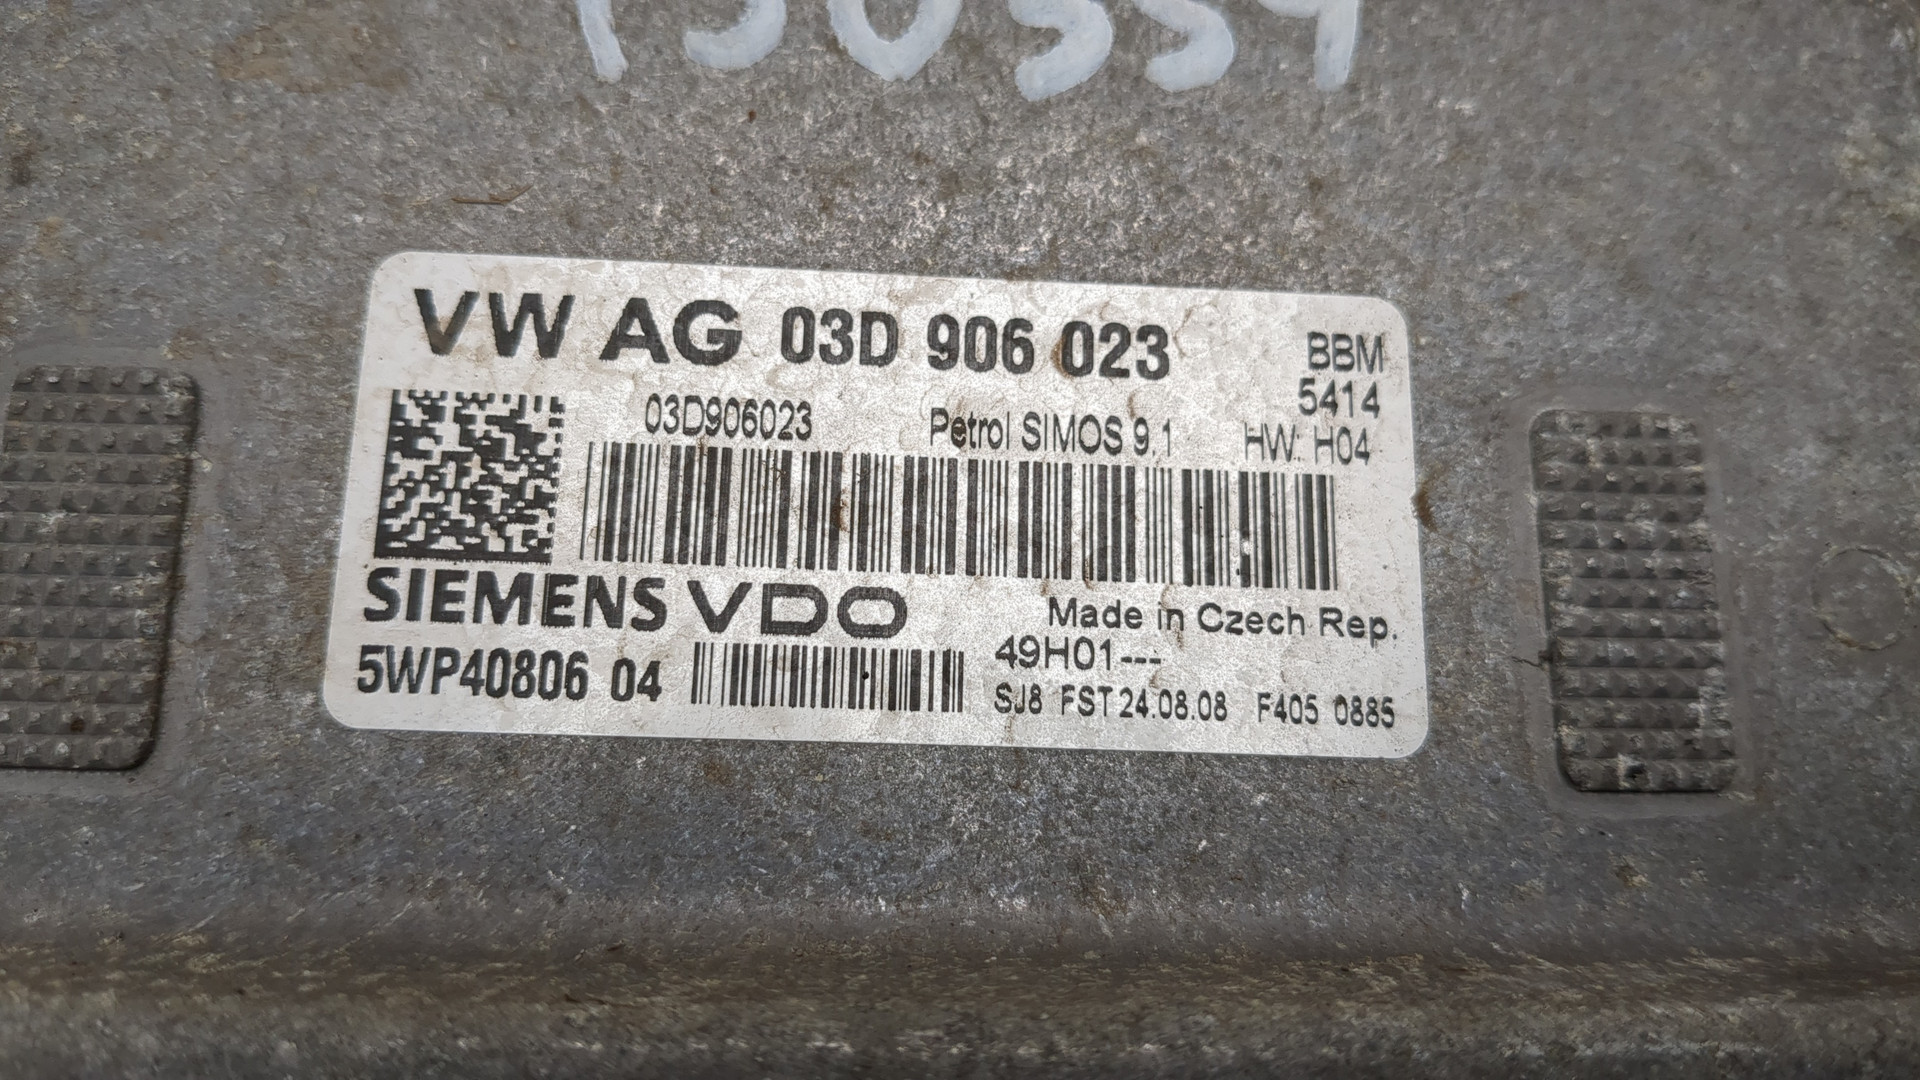 VW AG 03D 906 023 BBM
5414
03D906023 Petrol SIMOS 9.1 HW: H04
SIEMENS VDO Made in Czech Rep.
49H01---
5WP40806 04 SJ8 FST 24.08.08 F405 0885